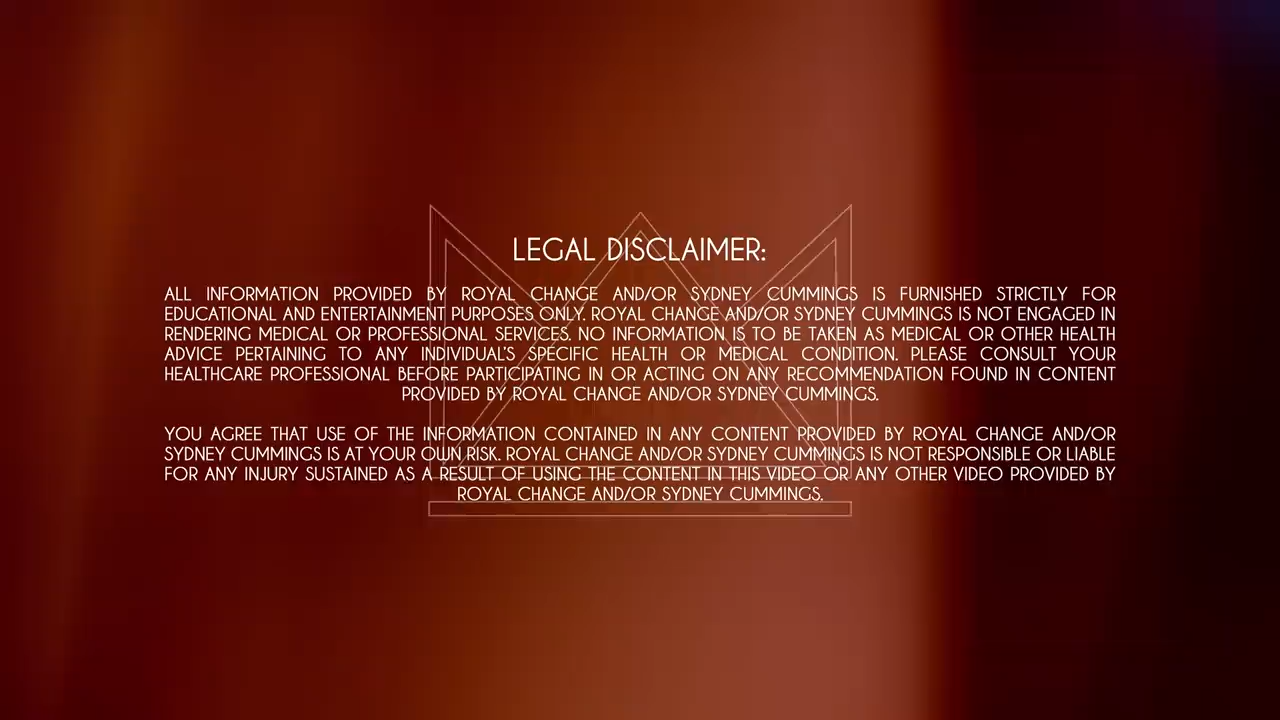 LEGAL DISCLAIMER:
ALL INFORMATION PROVIDED BY ROYAL CHANGE AND/OR SYDNEY CUMMINGS IS FURNISHED STRICTLY FOR
EDUCATIONAL AND ENTERTAINMENT PURPOSES ONLY. ROYAL CHANGE AND/OR SYDNEY CUMMINGS IS NOT ENGAGED IN
RENDERING MEDICAL OR PROFESSIONAL SERVICES. NO INFORMATION IS TO BE TAKEN AS MEDICAL OR OTHER HEALTH
ADVICE PERTAINING TO ANY INDIVIDUAL'S SPECIFIC HEALTH OR MEDICAL CONDITION. PLEASE CONSULT YOUR
HEALTHCARE PROFESSIONAL BEFORE PARTICIPATING IN OR ACTING ON ANY RECOMMENDATION FOUND IN CONTENT
PROVIDED BY ROYAL CHANGE AND/OR SYDNEY CUMMINGS.
YOU AGREE THAT USE OF THE INFORMATION CONTAINED IN ANY CONTENT PROVIDED BY ROYAL CHANGE AND/OR
SYDNEY CUMMINGS IS AT YOUR OWN RISK. ROYAL CHANGE AND/OR SYDNEY CUMMINGS IS NOT RESPONSIBLE OR LIABLE
FOR ANY INJURY SUSTAINED AS A RESULT OF USING THE CONTENT IN THIS VIDEO OR ANY OTHER VIDEO PROVIDED BY
ROYAL CHANGE AND/OR SYDNEY CUMMINGS.